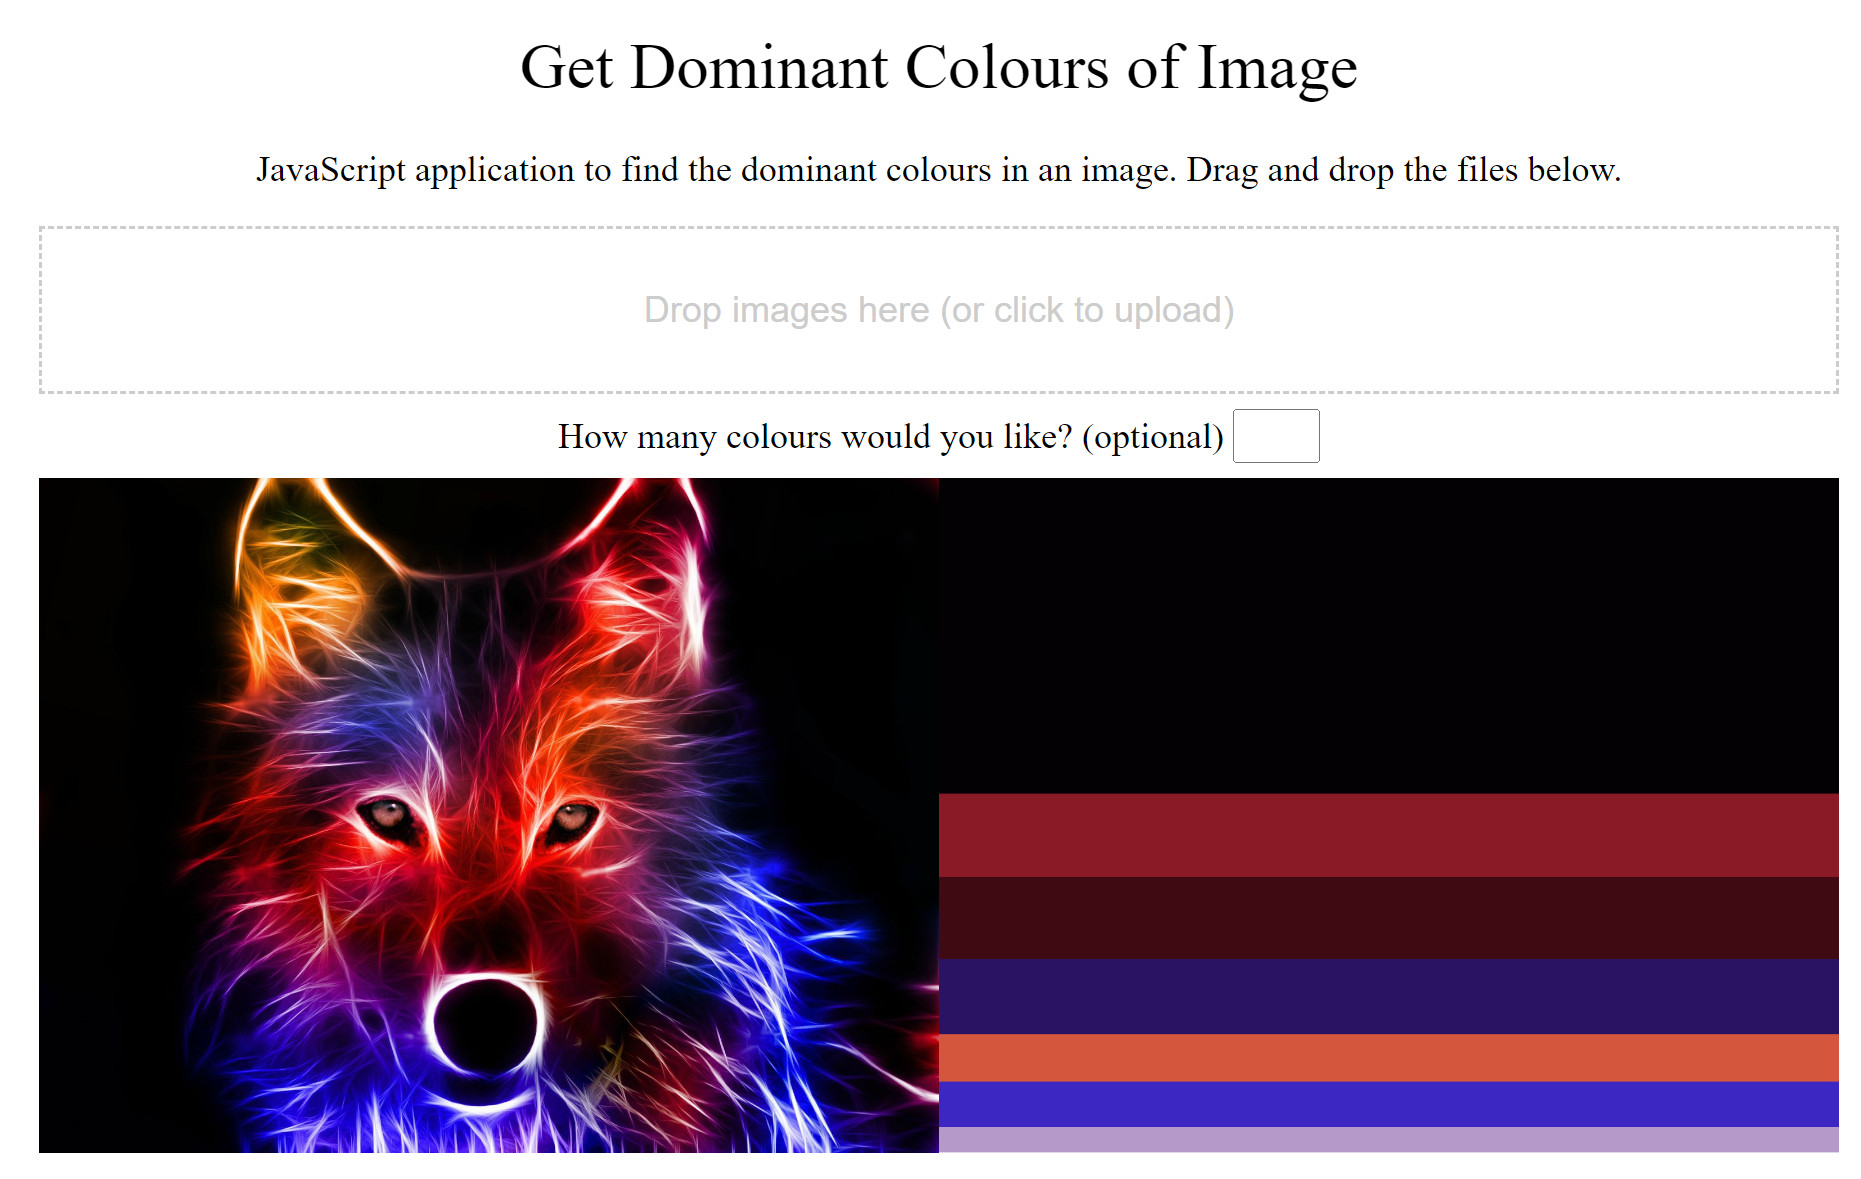 Get Dominant Colours of Image
JavaScript application to find the dominant colours in an image. Drag and drop the files below.
Drop images here (or click to upload)
How many colours would you like? (optional)